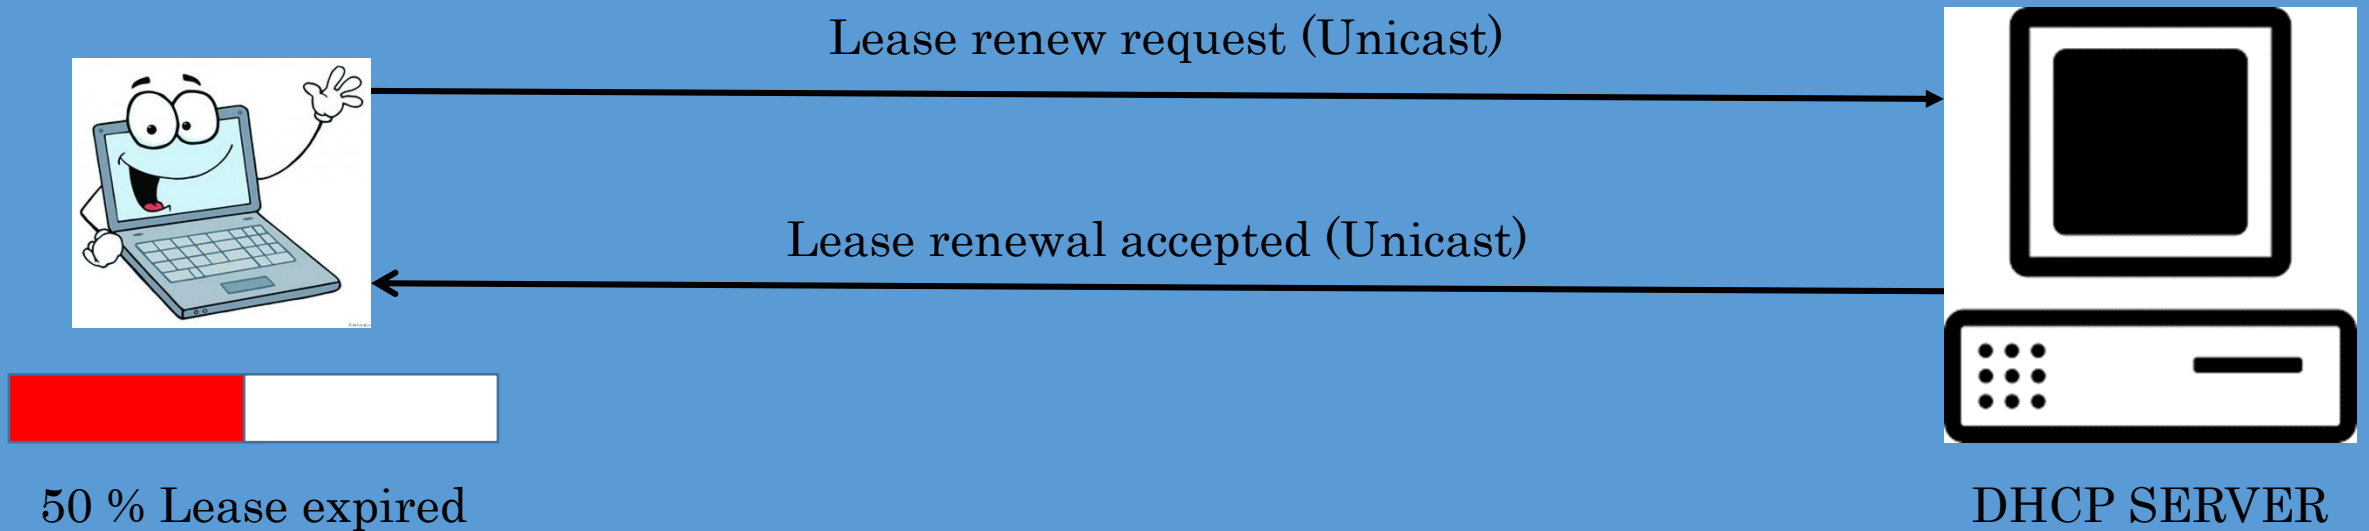 Lease renew request (Unicast)
Lease renewal accepted (Unicast)
50 % Lease expired
DHCP SERVER